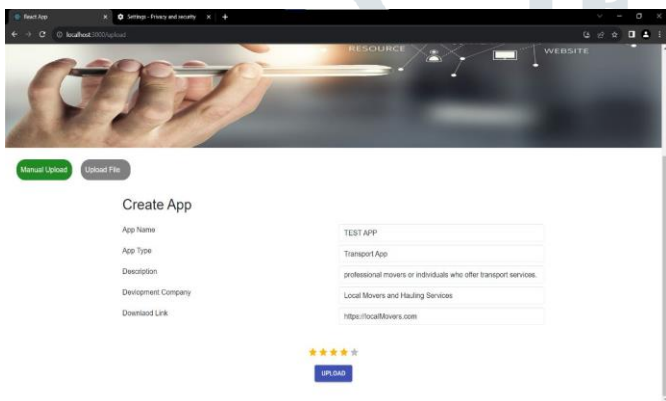 React App
Settings - Privacy and security
localhost:3000/upload
RESOURCE
WEBSITE
Manual Upload
Upload File
Create App
App Name
TEST APP
App Type
Transport App
Description
professional movers or individuals who offer transport services.
Devlopment Company
Local Movers and Hauling Services
Downlaod Link
https://localMovers.com
UPLOAD